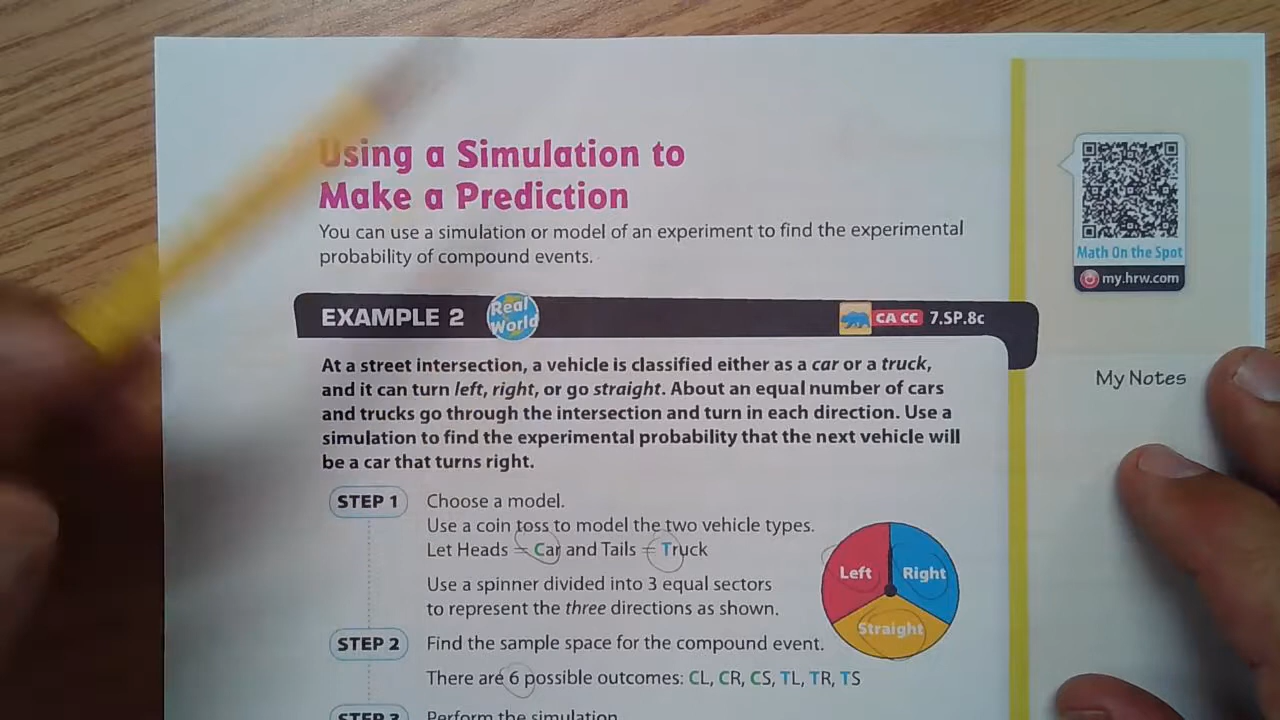 Using a Simulation to
Make a Prediction
You can use a simulation or model of an experiment to find the experimental
probability of compound events.
Math On the Spot
my.hrw.com
EXAMPLE 2
Real
World
CA CC 7.SP.8c
At a street intersection, a vehicle is classified either as a car or a truck,
and it can turn left, right, or go straight. About an equal number of cars
and trucks go through the intersection and turn in each direction. Use a
simulation to find the experimental probability that the next vehicle will
be a car that turns right.
My Notes
STEP 1
Choose a model.
Use a coin toss to model the two vehicle types.
Let Heads = Car and Tails = Truck
Use a spinner divided into 3 equal sectors
to represent the three directions as shown.
Left
Right
Straight
STEP 2
Find the sample space for the compound event.
There are 6 possible outcomes: CL, CR, CS, TL, TR, TS
STEP 3
Perform the simulation.